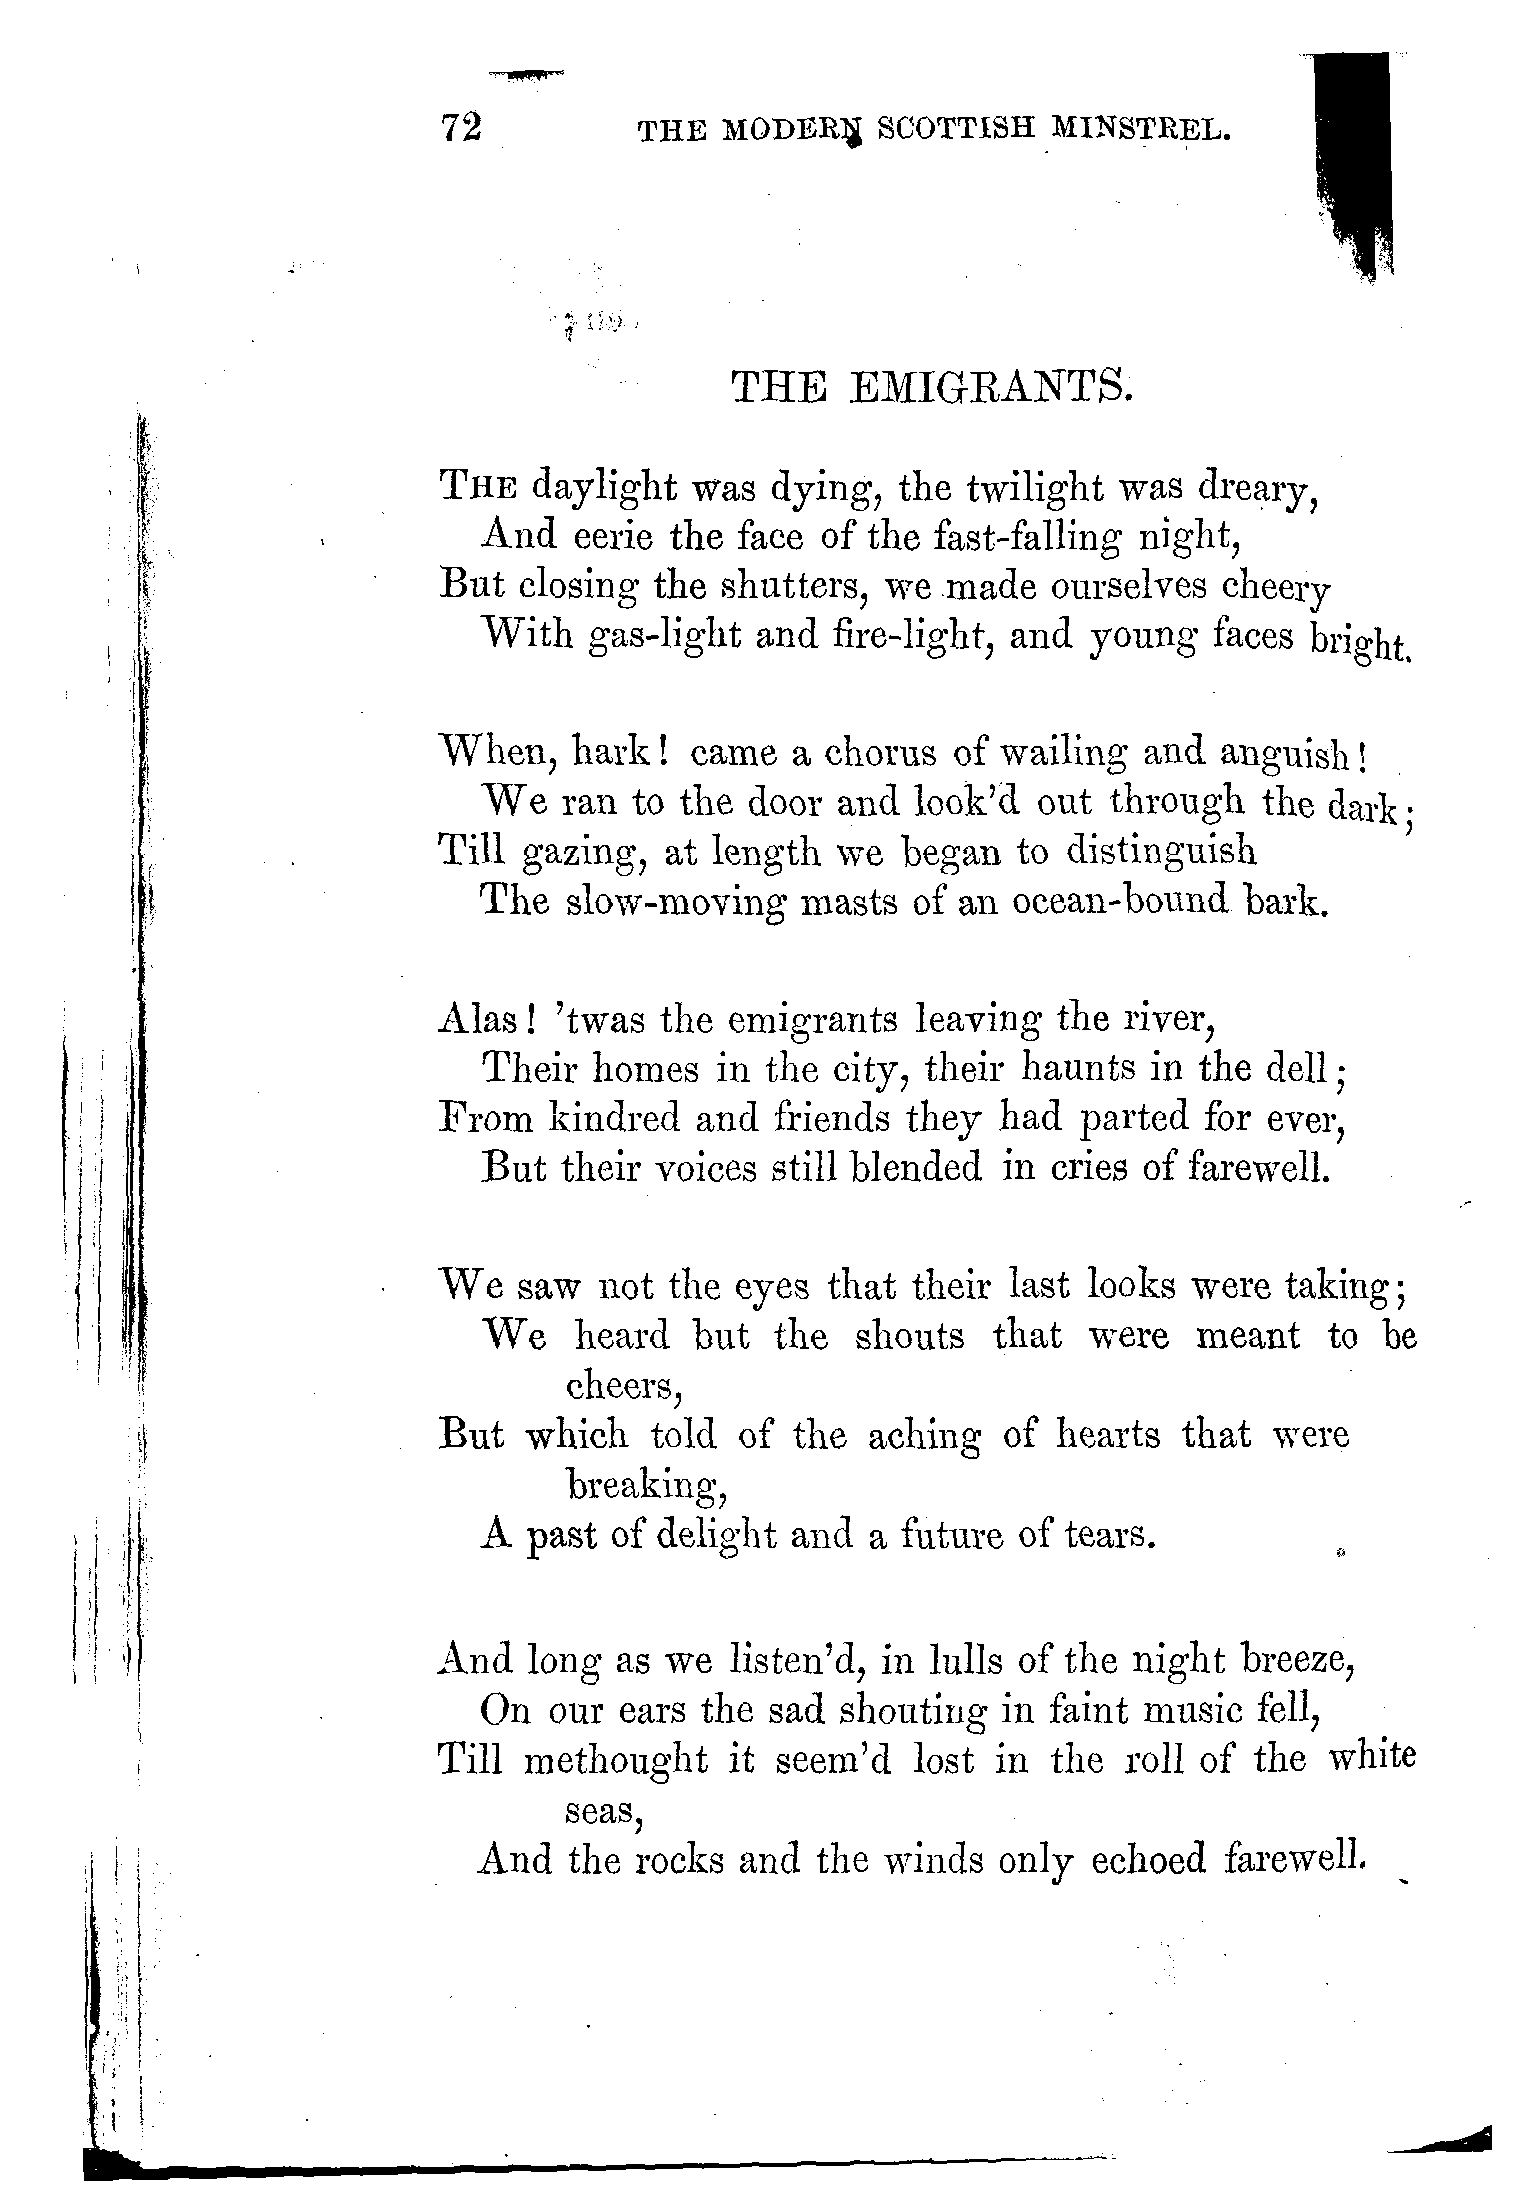 72 THE MODERN SCOTTISH MINSTREL.
THE EMIGRANTS.
THE daylight was dying, the twilight was dreary,
And eerie the face of the fast-falling night,
But closing the shutters, we made ourselves cheery
With gas-light and fire-light, and young faces bright.
When, hark! came a chorus of wailing and anguish!
We ran to the door and look'd out through the dark;
Till gazing, at length we began to distinguish
The slow-moving masts of an ocean-bound bark.
Alas! 'twas the emigrants leaving the river,
Their homes in the city, their haunts in the dell;
From kindred and friends they had parted for ever,
But their voices still blended in cries of farewell.
We saw not the eyes that their last looks were taking;
We heard but the shouts that were meant to be
cheers,
But which told of the aching of hearts that were
breaking,
A past of delight and a future of tears.
And long as we listen'd, in lulls of the night breeze,
On our ears the sad shouting in faint music fell,
Till methought it seem'd lost in the roll of the white
seas,
And the rocks and the winds only echoed farewell.